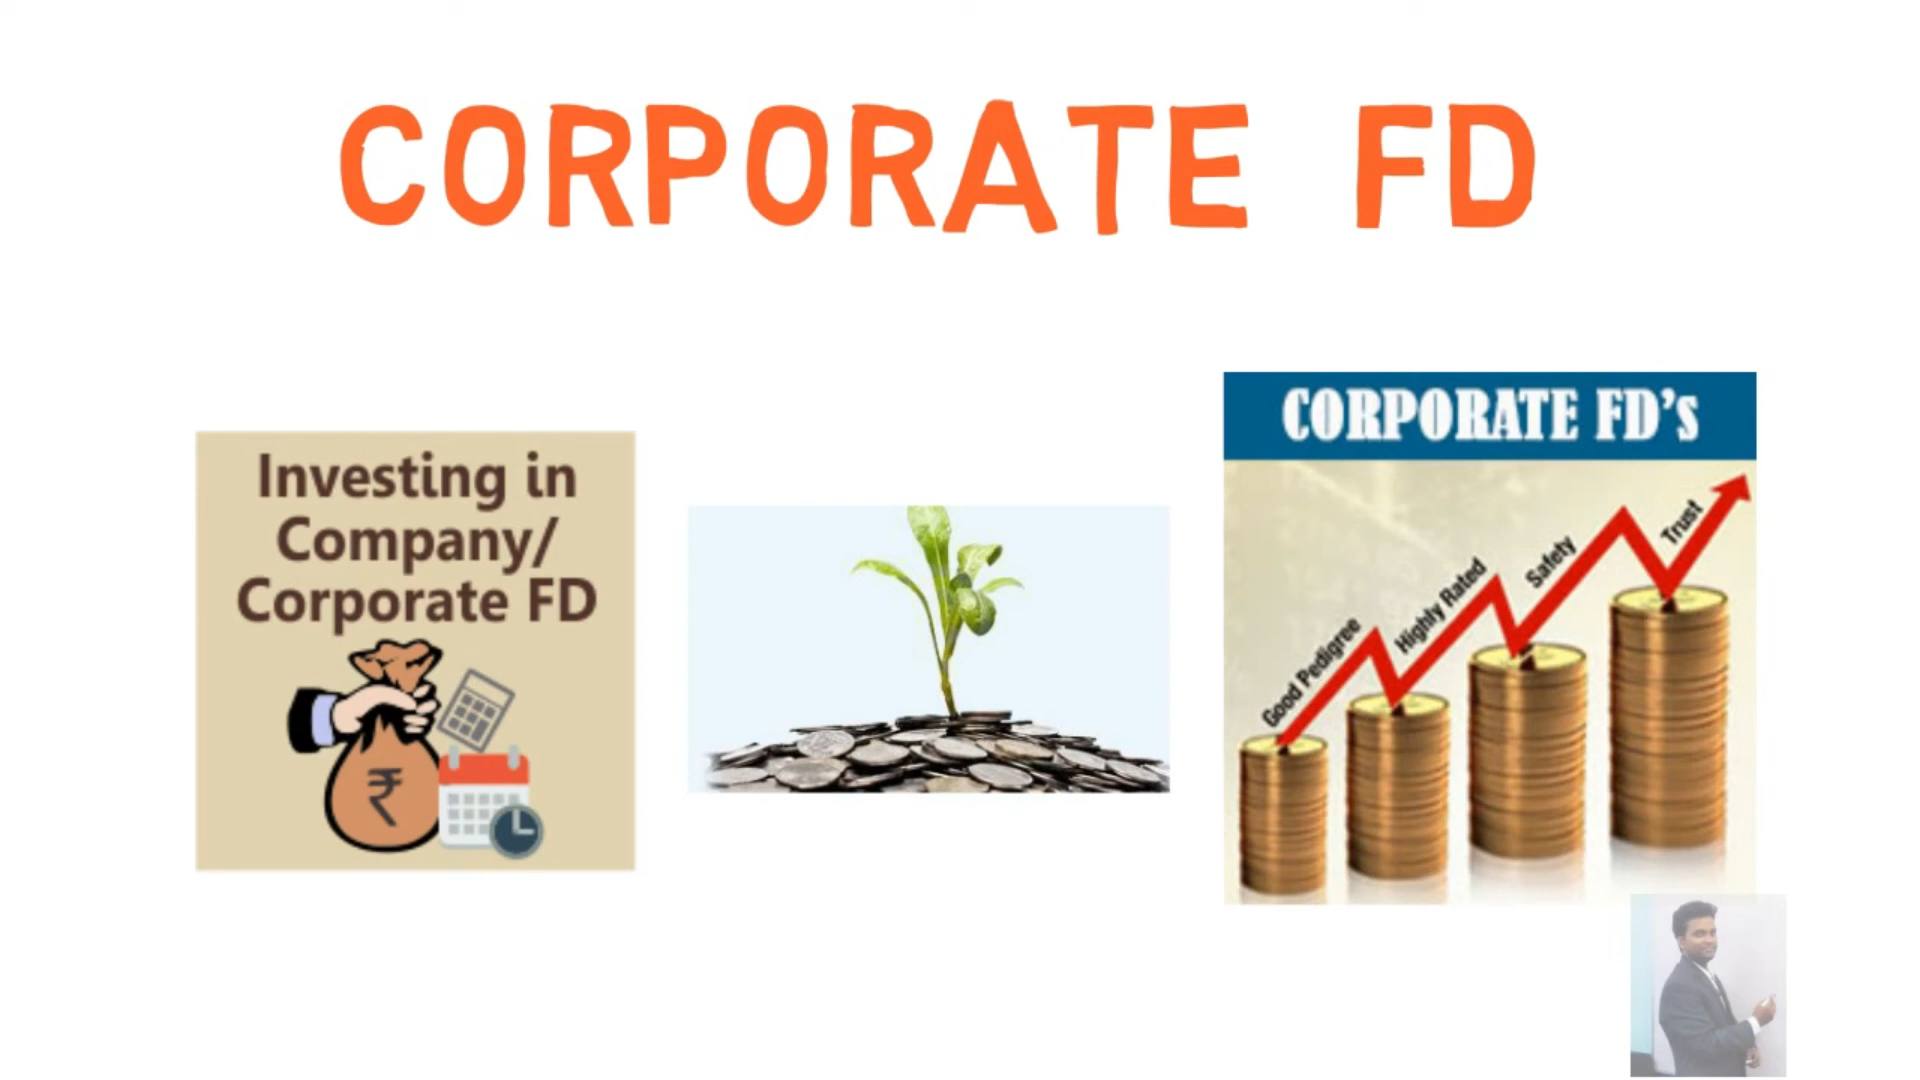 CORPORATE FD
Investing in
Company/
Corporate FD
₹
CORPORATE FD's
Good Pedigree
Highly Rated
Safety
Trust